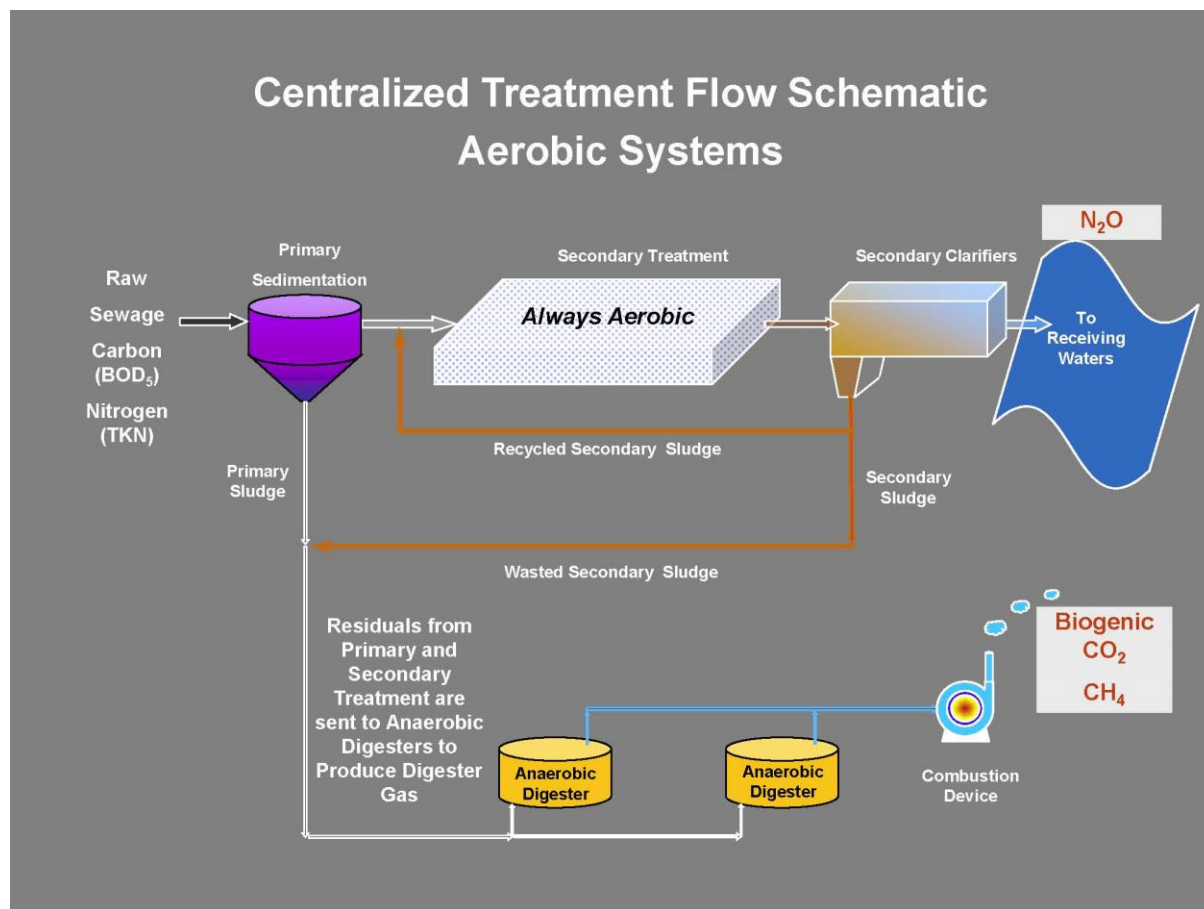 Centralized Treatment Flow Schematic
Aerobic Systems
N₂O
Primary
Sedimentation
Secondary Treatment
Secondary Clarifiers
Raw
Sewage
Carbon
(BOD₅)
Nitrogen
(TKN)
Always Aerobic
To
Receiving
Waters
Recycled Secondary Sludge
Primary
Sludge
Secondary
Sludge
Wasted Secondary Sludge
Residuals from
Primary and
Secondary
Treatment are
sent to Anaerobic
Digesters to
Produce Digester
Gas
Anaerobic
Digester
Anaerobic
Digester
Combustion
Device
Biogenic
CO₂
CH₄